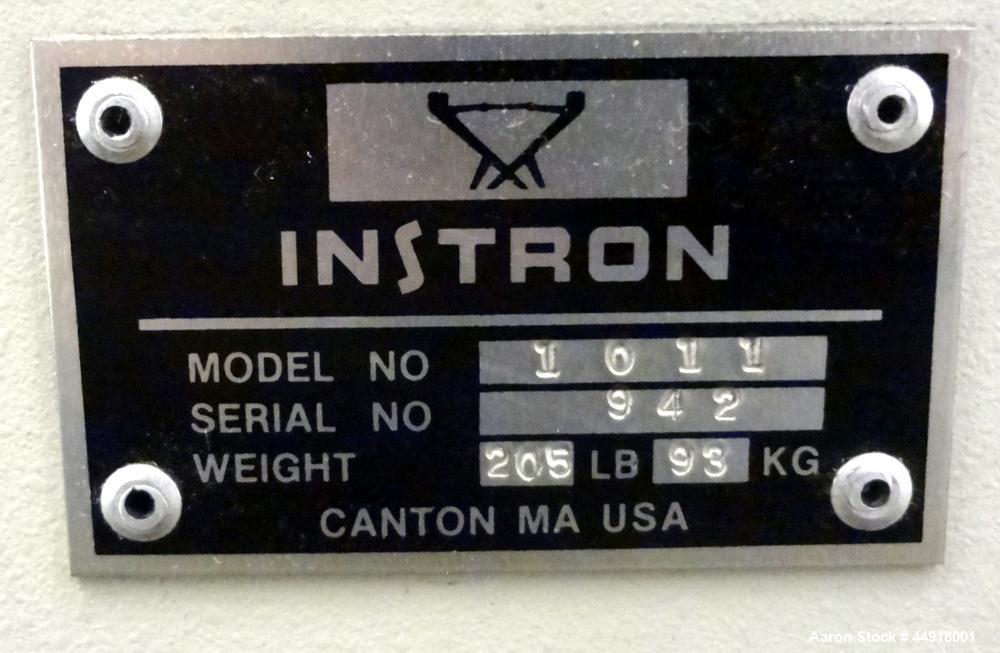 INSTRON
MODEL NO 1011
SERIAL NO 942
WEIGHT 205 LB 93 KG
CANTON MA USA
Aaron Stock # 44918001